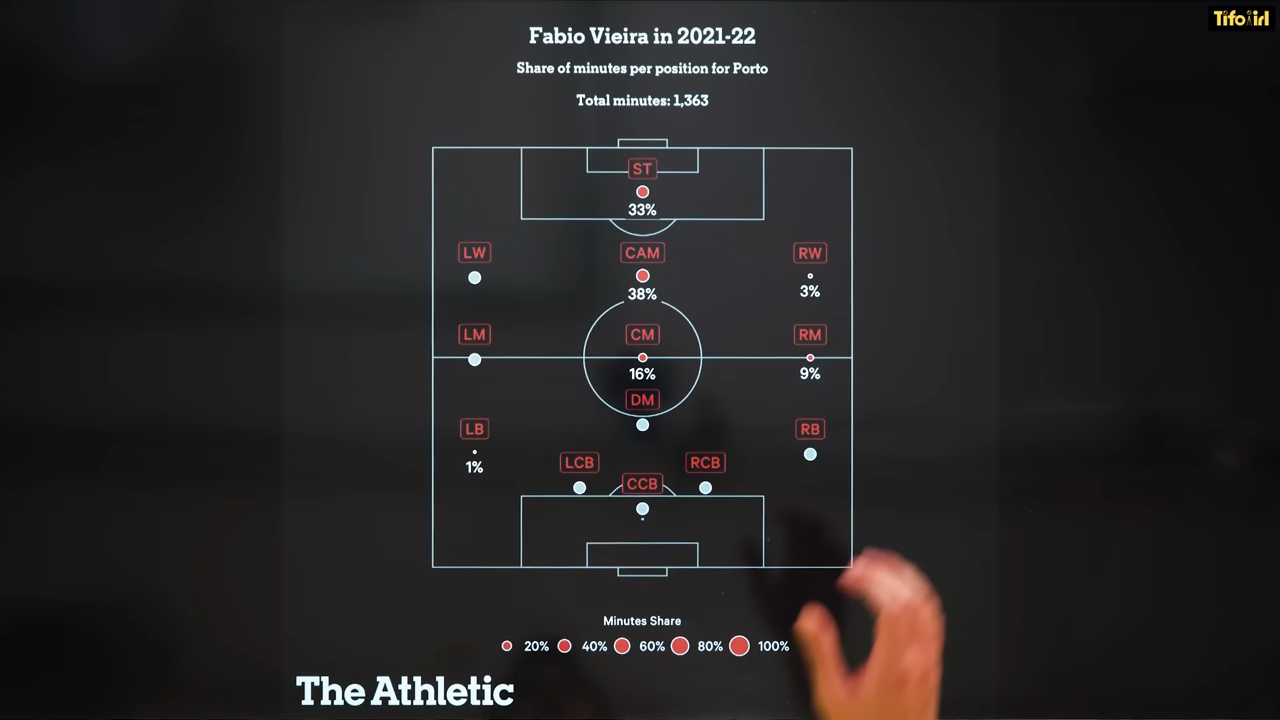 Tifo irl
Fabio Vieira in 2021-22
Share of minutes per position for Porto
Total minutes: 1,363
ST
33%
LW
CAM
RW
38%
3%
LM
CM
RM
16%
9%
DM
LB
RB
1%
LCB
RCB
CCB
Minutes Share
20% 40% 60% 80% 100%
The Athletic